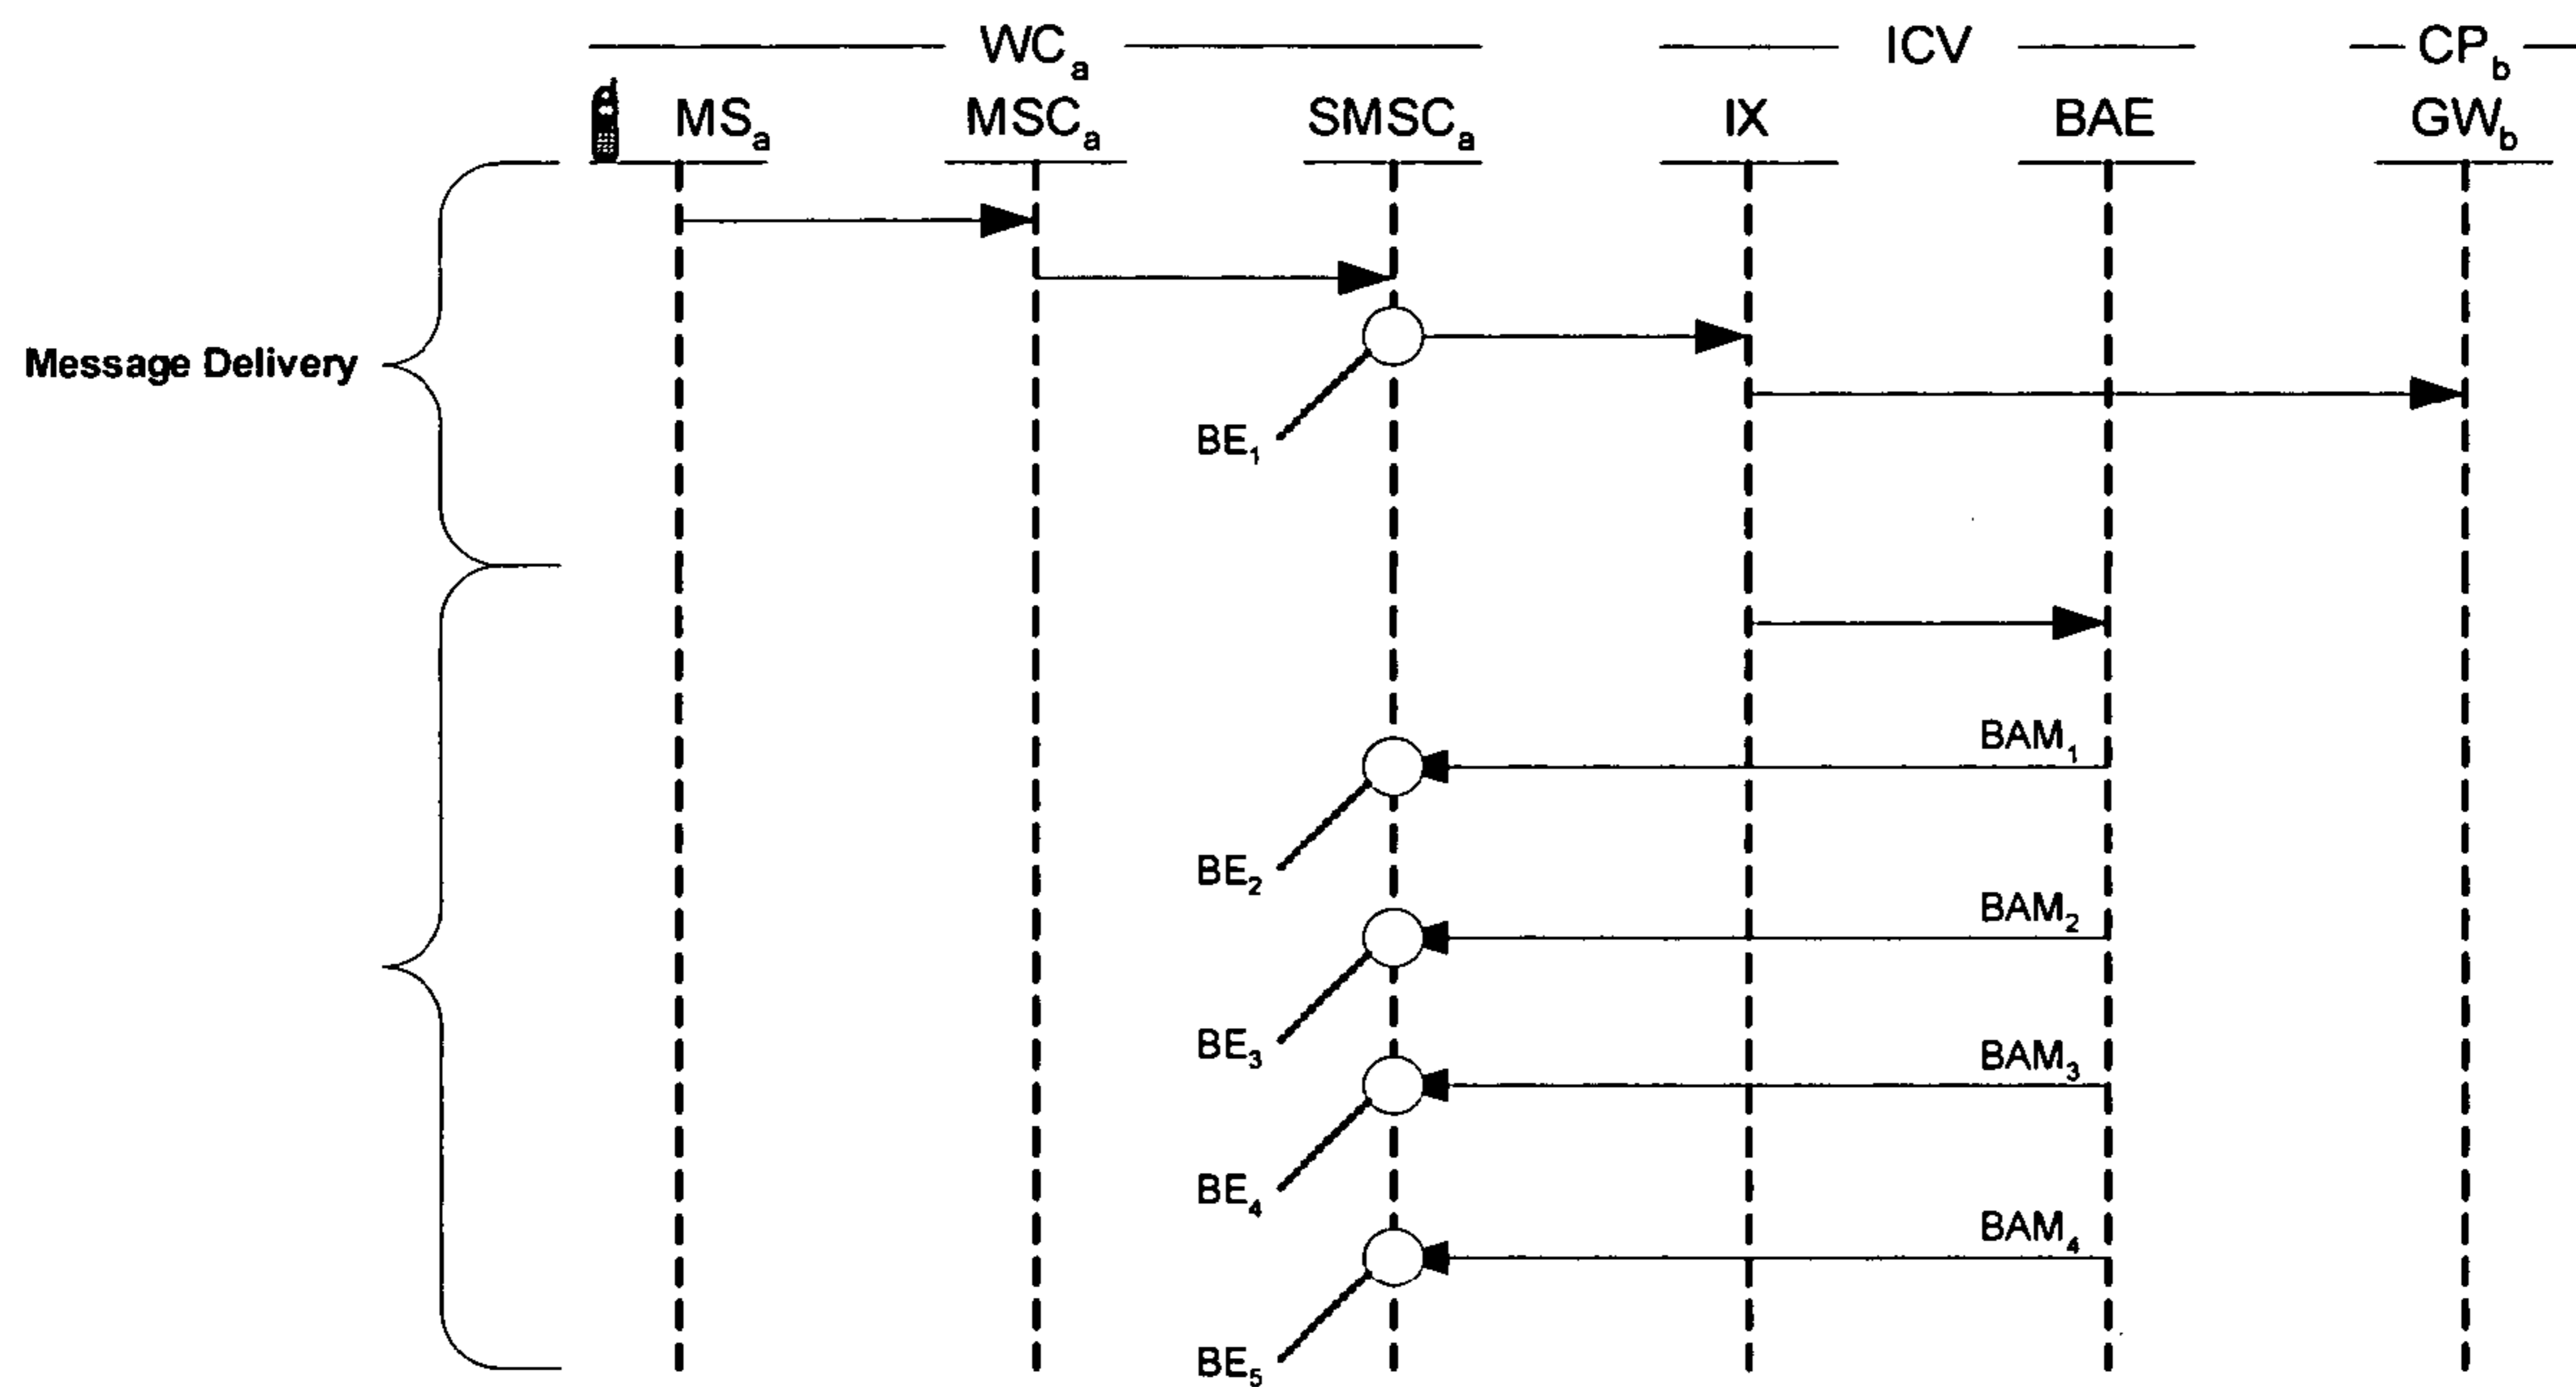 WCa ICV CPb
MSa MSCa SMSCa IX BAE GWb
Message Delivery
BE1
BAM1
BE2
BAM2
BE3
BAM3
BE4
BAM4
BE5